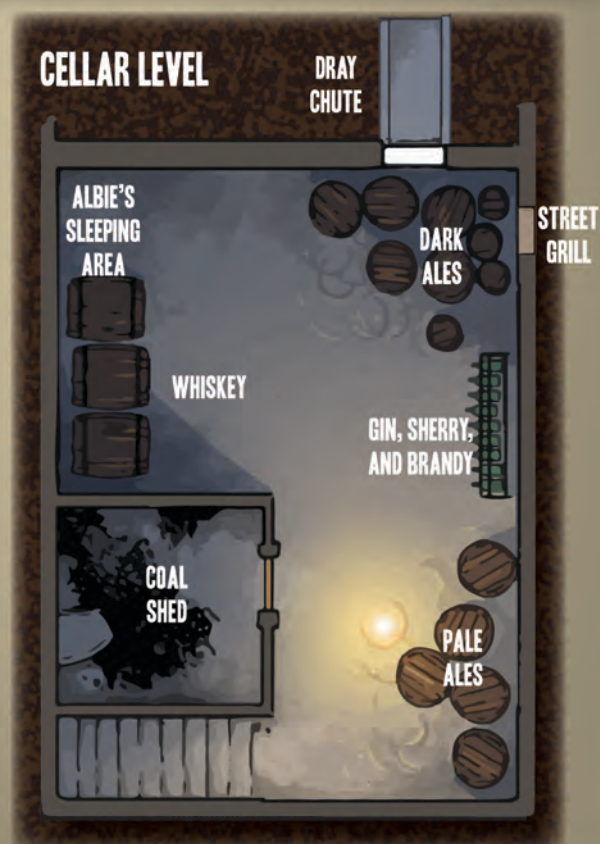 CELLAR LEVEL
DRAY
CHUTE
ALBIE'S
SLEEPING
AREA
STREET
GRILL
DARK
ALES
WHISKEY
GIN, SHERRY,
AND BRANDY
COAL
SHED
PALE
ALES